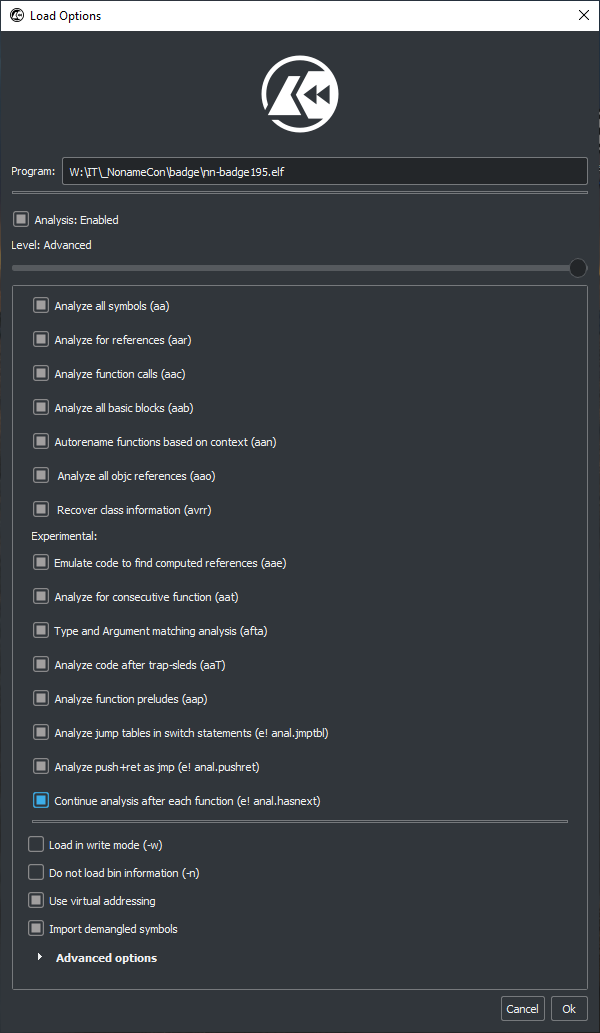 Load Options
Program: W:\IT\_NonameCon\badge\nn-badge195.elf
Analysis: Enabled
Level: Advanced
Analyze all symbols (aa)
Analyze for references (aar)
Analyze function calls (aac)
Analyze all basic blocks (aab)
Autorename functions based on context (aan)
Analyze all objc references (aao)
Recover class information (avrr)
Experimental:
Emulate code to find computed references (aae)
Analyze for consecutive function (aat)
Type and Argument matching analysis (afta)
Analyze code after trap-sleds (aaT)
Analyze function preludes (aap)
Analyze jump tables in switch statements (e! anal.jmptbl)
Analyze push+ret as jmp (e! anal.pushret)
Continue analysis after each function (e! anal.hasnext)
Load in write mode (-w)
Do not load bin information (-n)
Use virtual addressing
Import demangled symbols
Advanced options
Cancel Ok